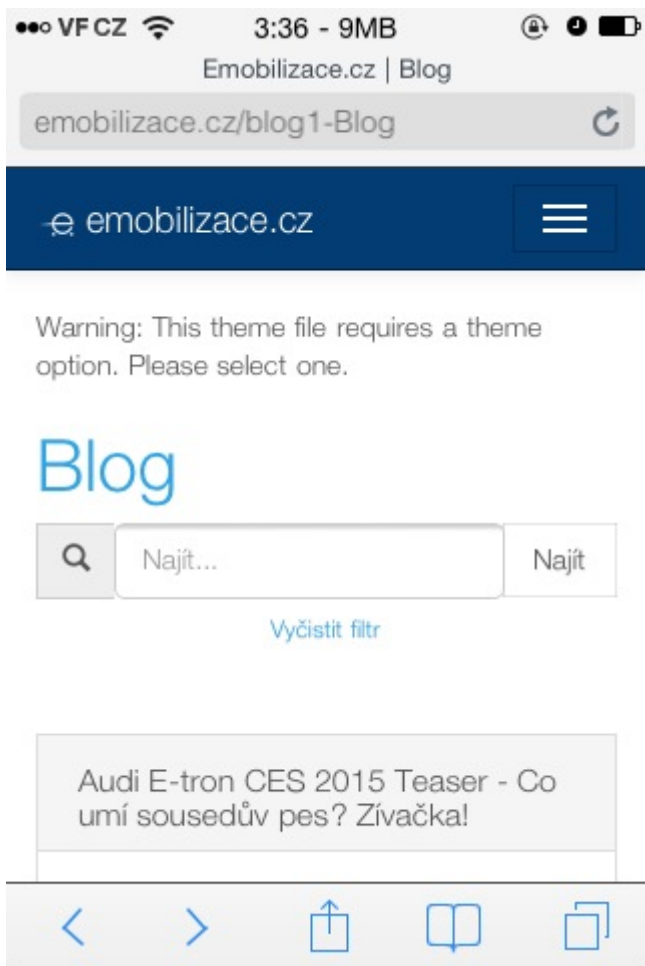 VF CZ 3:36 - 9MB
Emobilizace.cz | Blog
emobilizace.cz/blog1-Blog
e emobilizace.cz
Warning: This theme file requires a theme
option. Please select one.
Blog
Najít... Najít
Vyčistit filtr
Audi E-tron CES 2015 Teaser - Co
umí sousedův pes? Zívačka!